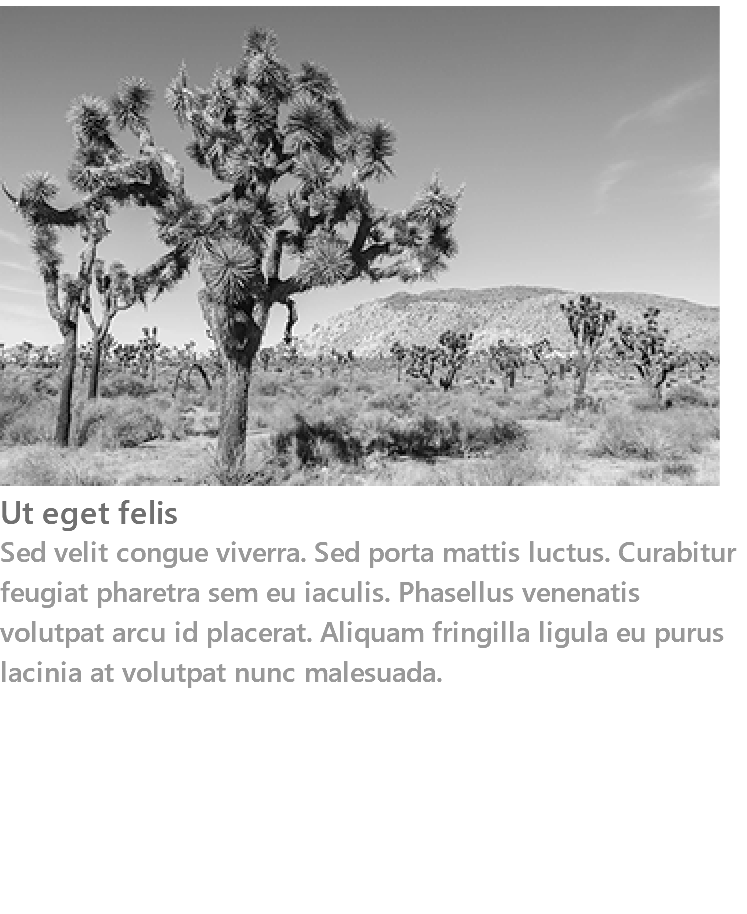 Ut eget felis
Sed velit congue viverra. Sed porta mattis luctus. Curabitur
feugiat pharetra sem eu iaculis. Phasellus venenatis
volutpat arcu id placerat. Aliquam fringilla ligula eu purus
lacinia at volutpat nunc malesuada.